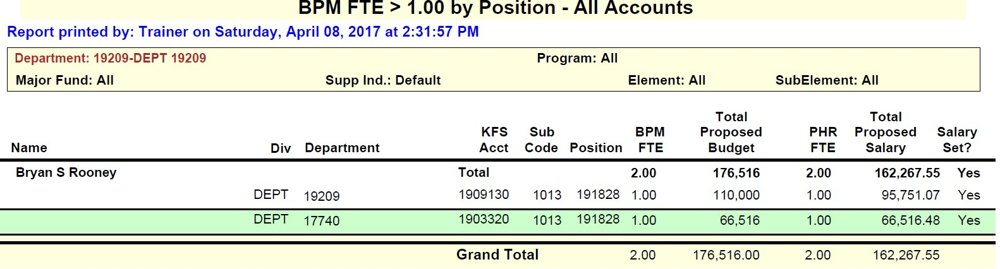 BPM FTE > 1.00 by Position - All Accounts
Report printed by: Trainer on Saturday, April 08, 2017 at 2:31:57 PM
Department: 19209-DEPT 19209 Program: All
Major Fund: All Supp Ind.: Default Element: All SubElement: All
Total Total
KFS Sub BPM Proposed PHR Proposed Salary
Name Div Department Acct Code Position FTE Budget FTE Salary Set?
Bryan S Rooney Total 2.00 176,516 2.00 162,267.55 Yes
DEPT 19209 1909130 1013 191828 1.00 110,000 1.00 95,751.07 Yes
DEPT 17740 1903320 1013 191828 1.00 66,516 1.00 66,516.48 Yes
Grand Total 2.00 176,516.00 2.00 162,267.55